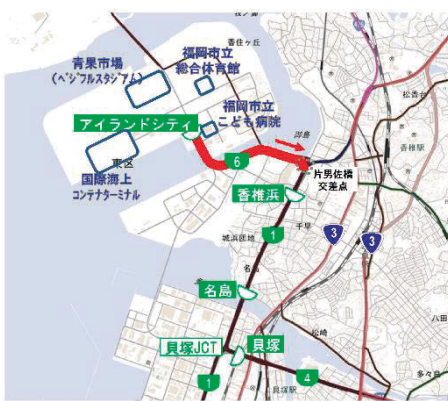 香住ヶ丘
青果市場
(ベジフルスタジアム)
福岡市立
総合体育館
松香台
アイランドシティ
福岡市立
こども病院
御島
香椎駅
東区
国際海上
コンテナターミナル
6
片男佐橋
交差点
香椎浜
千早
3
3
1
城浜団地
名島
名島
松崎
八田
貝塚JCT
貝塚
多々良
1
4
貝塚駅